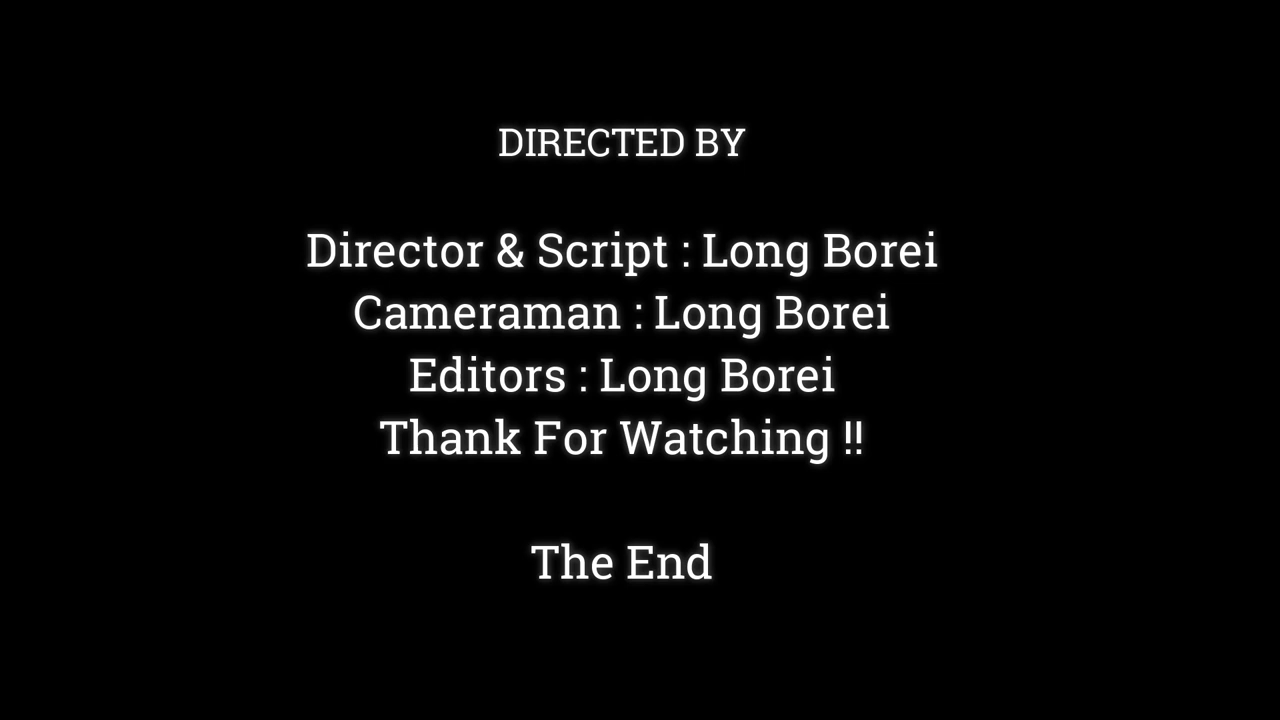 DIRECTED BY
Director & Script : Long Borei
Cameraman : Long Borei
Editors : Long Borei
Thank For Watching !!
The End